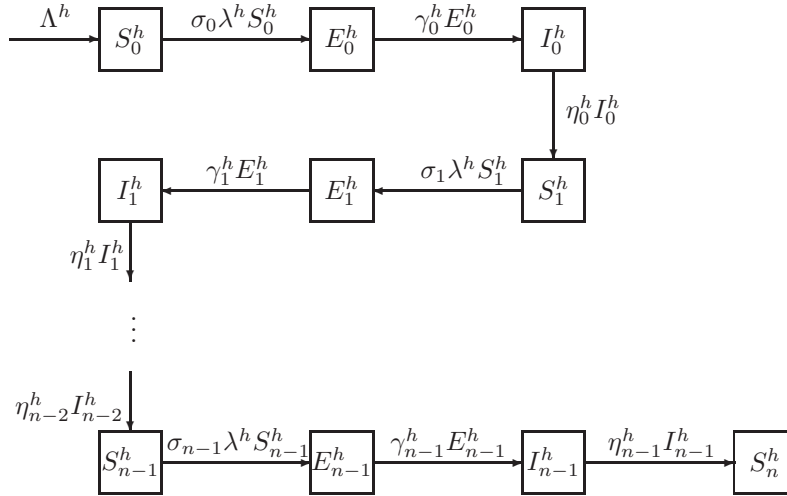 Λ^h S_0^h σ_0 λ^h S_0^h E_0^h γ_0^h E_0^h I_0^h
η_0^h I_0^h
I_1^h γ_1^h E_1^h E_1^h σ_1 λ^h S_1^h S_1^h
η_1^h I_1^h
⋮
η_{n-2}^h I_{n-2}^h
S_{n-1}^h σ_{n-1} λ^h S_{n-1}^h E_{n-1}^h γ_{n-1}^h E_{n-1}^h I_{n-1}^h η_{n-1}^h I_{n-1}^h S_n^h